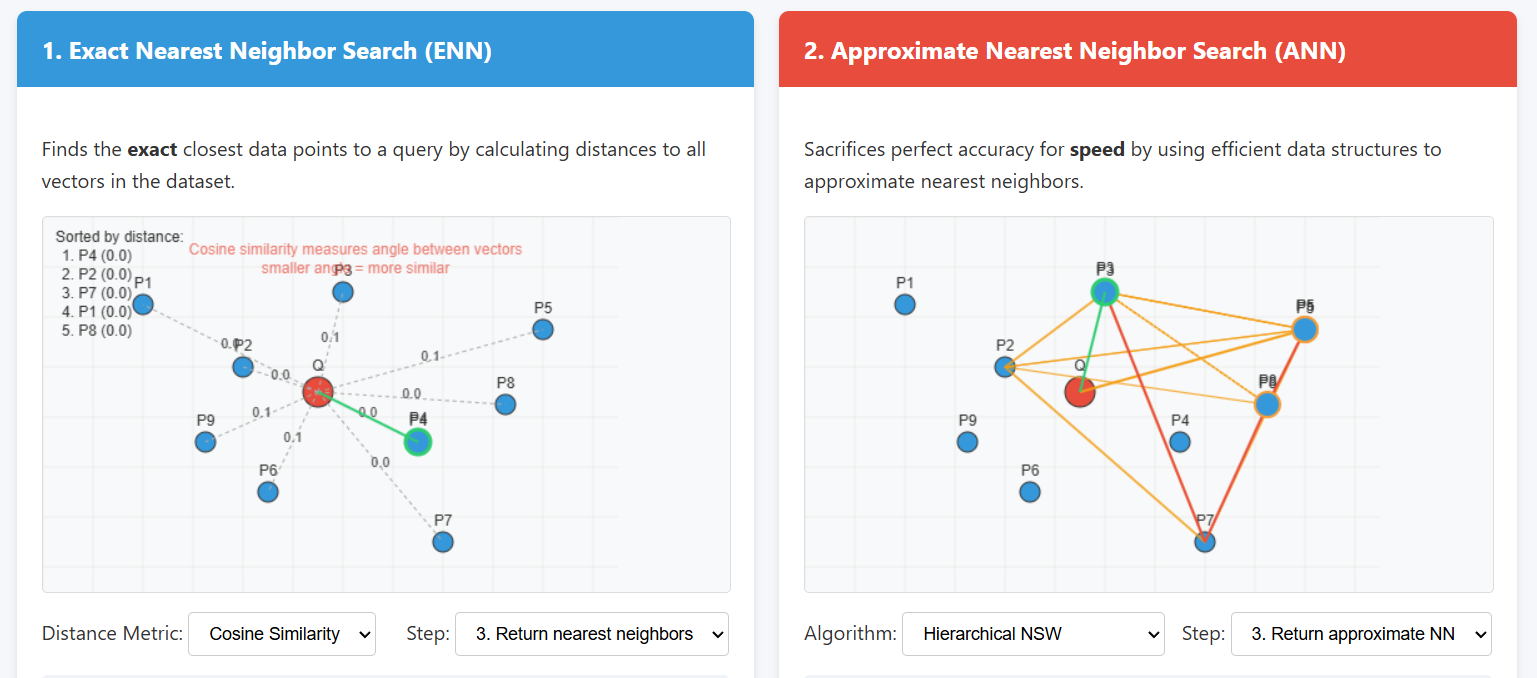 1. Exact Nearest Neighbor Search (ENN)
Finds the exact closest data points to a query by calculating distances to all
vectors in the dataset.
Sorted by distance:
1. P4 (0.0)
2. P2 (0.0)
3. P7 (0.0)
4. P1 (0.0)
5. P8 (0.0)
Cosine similarity measures angle between vectors
smaller angle = more similar
P3
P1
P5
0.1
0.0
P2
0.1
Q
0.0
P8
0.0
P9
0.1
0.0
P4
0.1
0.0
P6
P7
Distance Metric: Cosine Similarity Step: 3. Return nearest neighbors
2. Approximate Nearest Neighbor Search (ANN)
Sacrifices perfect accuracy for speed by using efficient data structures to
approximate nearest neighbors.
P3
P1
P5
P2
Q
P8
P9
P4
P6
P7
Algorithm: Hierarchical NSW Step: 3. Return approximate NN